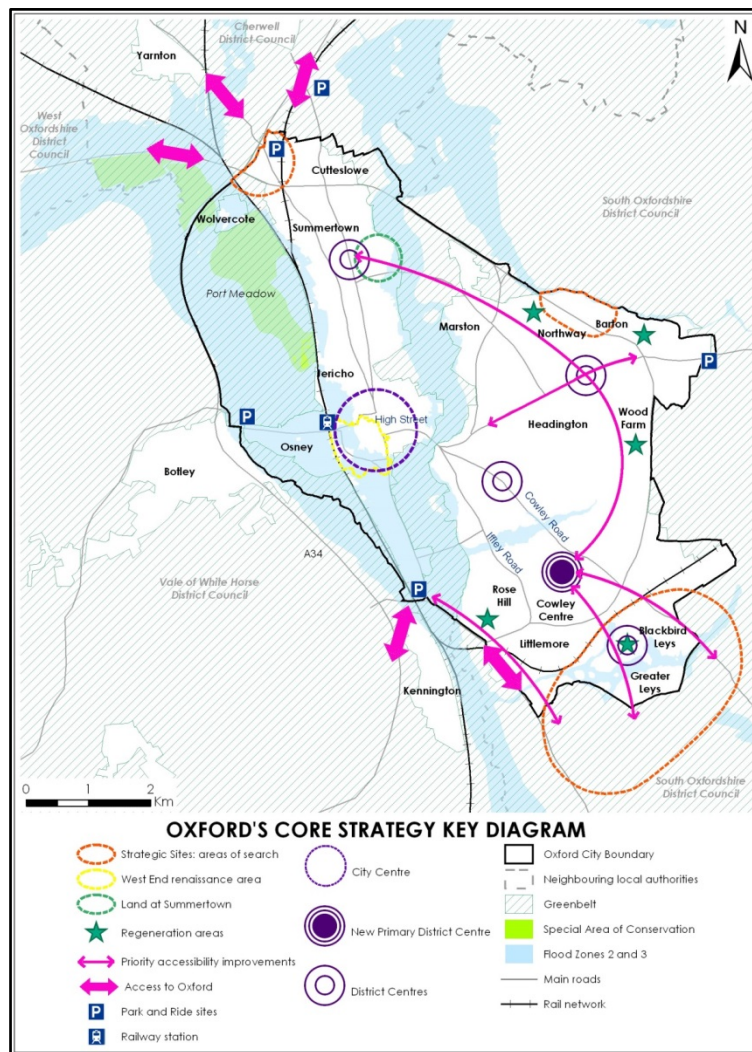 Cherwell
District Council
N
Yarnton
P
West
Oxfordshire
District
Council
P
Cutteslowe
South Oxfordshire
District Council
Wolvercote
Summertown
Port Meadow
Marston
Northway
Barton
P
Jericho
High Street
Headington
Wood
Farm
P
Osney
Botley
Cowley Road
Iffley Road
A34
Vale of White Horse
District Council
P
Rose
Hill
Cowley
Centre
Littlemore
Blackbird
Leys
Greater
Leys
Kennington
South Oxfordshire
District Council
0 1 2
Km
OXFORD'S CORE STRATEGY KEY DIAGRAM
Strategic Sites: areas of search
West End renaissance area
Land at Summertown
Regeneration areas
Priority accessibility improvements
Access to Oxford
P Park and Ride sites
Railway station
City Centre
New Primary District Centre
District Centres
Oxford City Boundary
Neighbouring local authorities
Greenbelt
Special Area of Conservation
Flood Zones 2 and 3
Main roads
Rail network